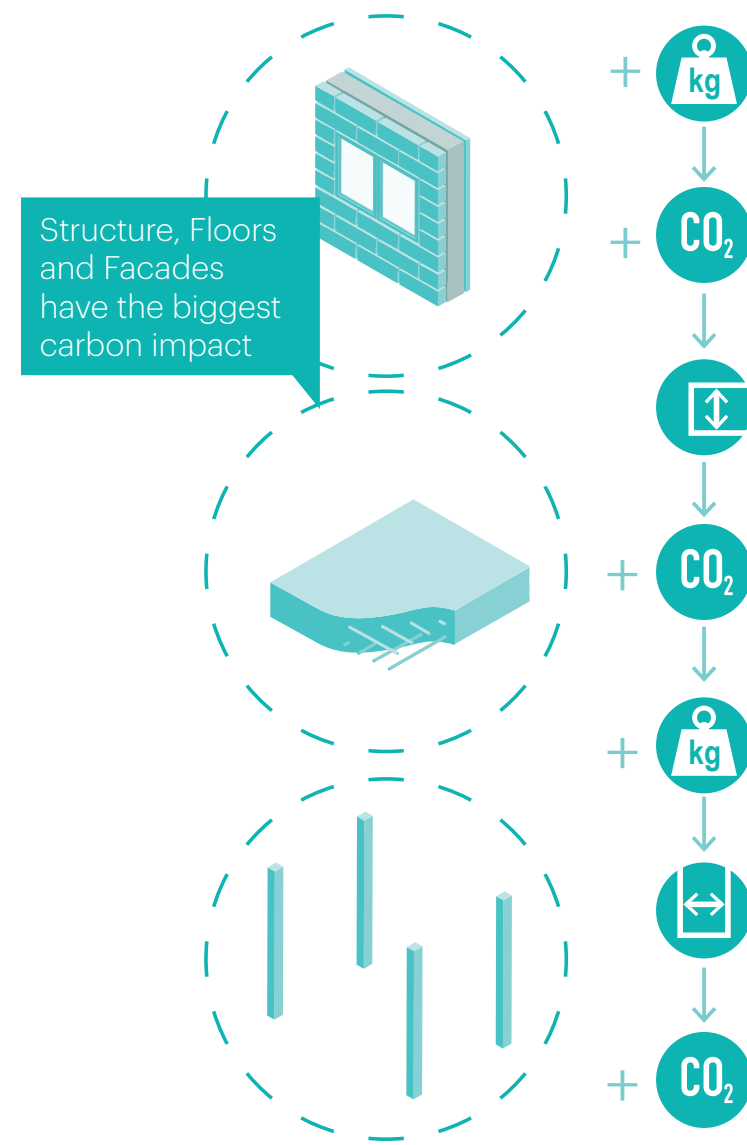 kg
Structure, Floors
and Facades
have the biggest
carbon impact
CO₂
CO₂
kg
CO₂